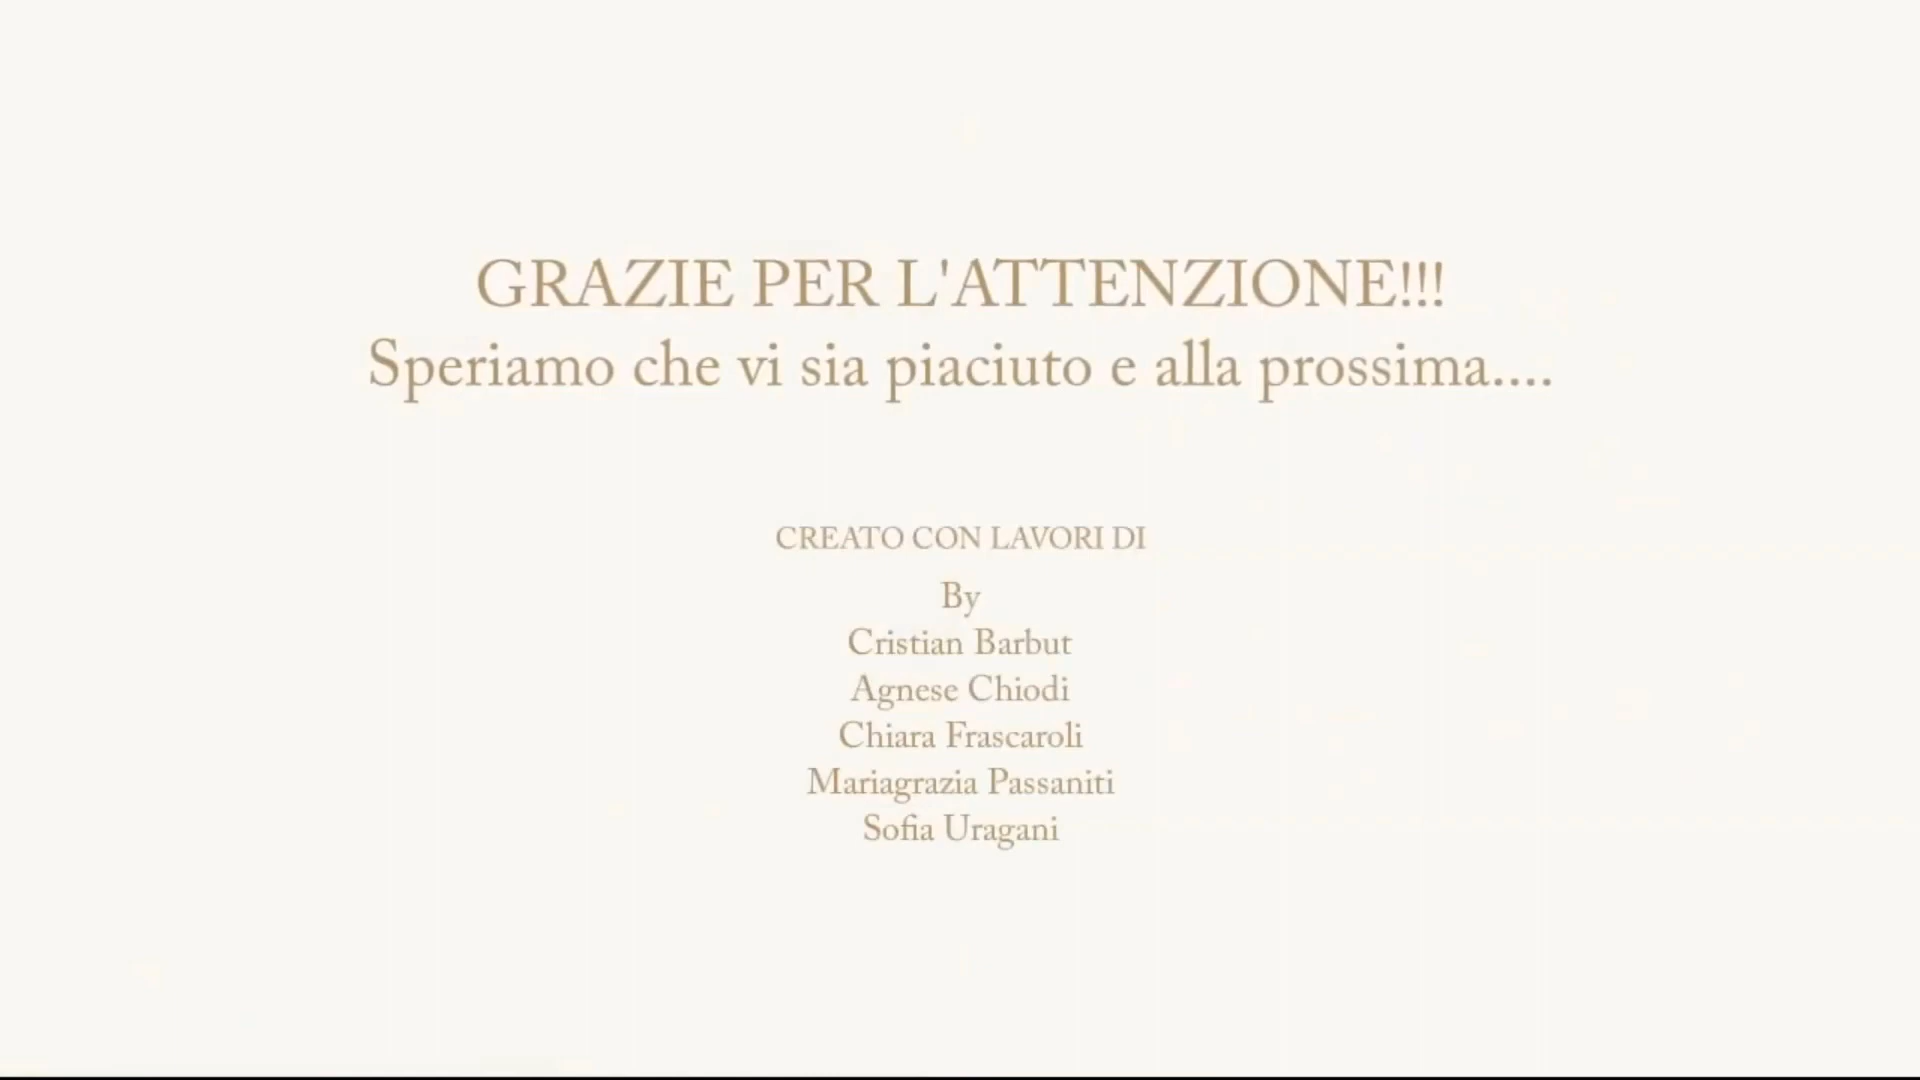 GRAZIE PER L'ATTENZIONE!!!
Speriamo che vi sia piaciuto e alla prossima....
CREATO CON LAVORI DI
By
Cristian Barbut
Agnese Chiodi
Chiara Frascaroli
Mariagrazia Passaniti
Sofia Uragani